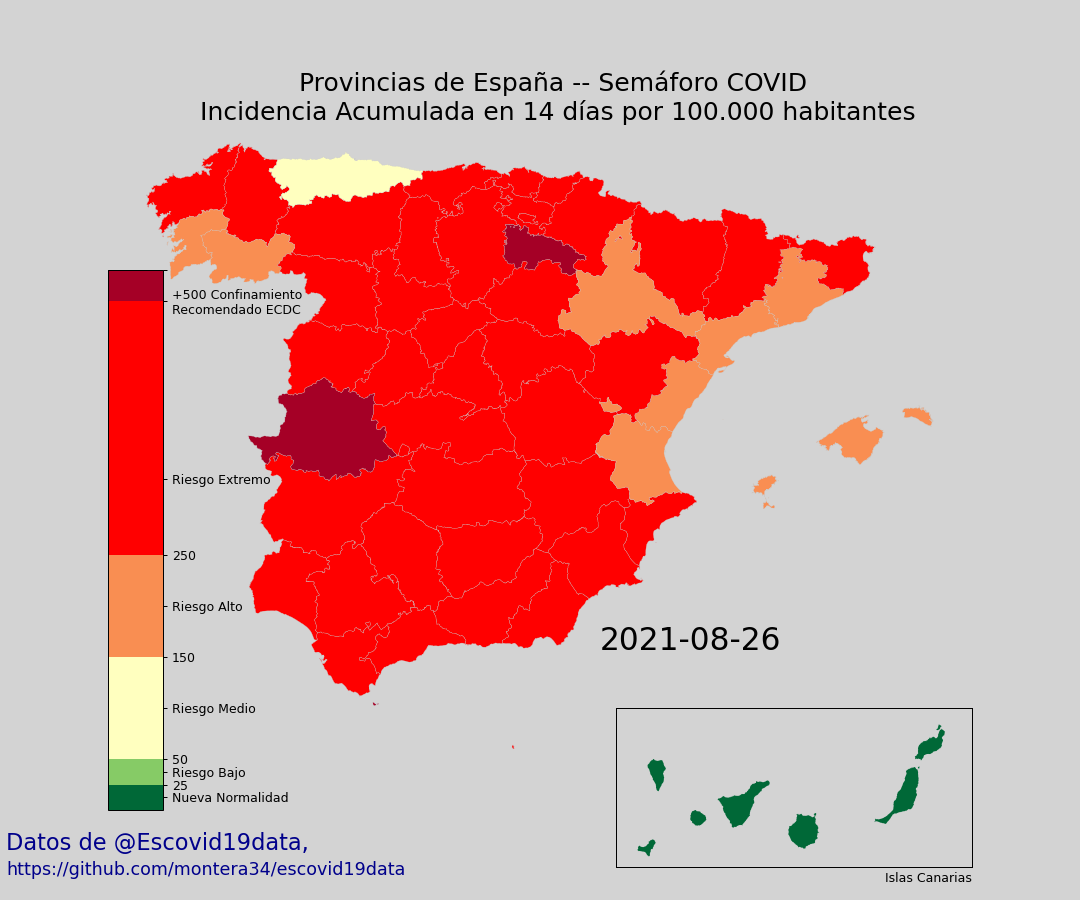 Provincias de España -- Semáforo COVID
Incidencia Acumulada en 14 días por 100.000 habitantes
+500 Confinamiento
Recomendado ECDC
Riesgo Extremo
250
Riesgo Alto
150
Riesgo Medio
50
Riesgo Bajo
25
Nueva Normalidad
2021-08-26
Islas Canarias
Datos de @Escovid19data,
https://github.com/montera34/escovid19data